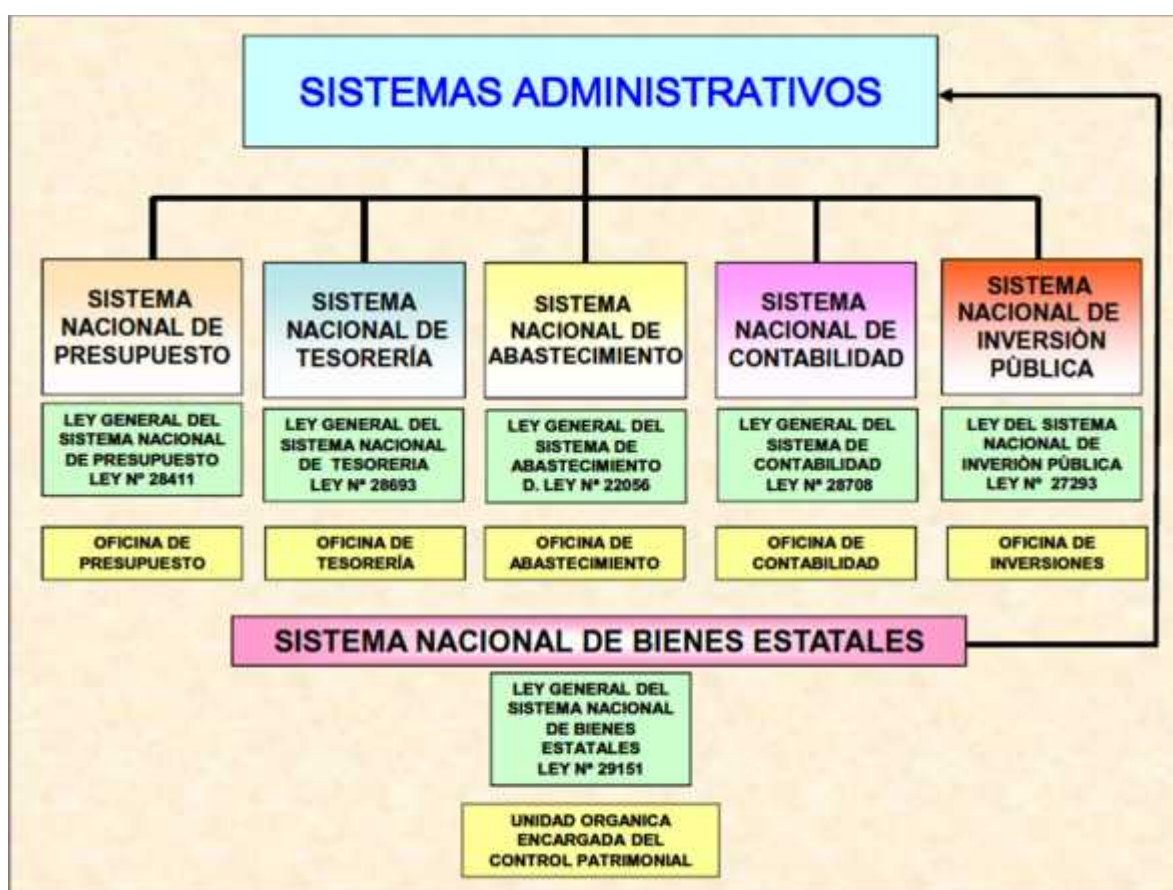 SISTEMAS ADMINISTRATIVOS
SISTEMA
NACIONAL DE
PRESUPUESTO
LEY GENERAL DEL
SISTEMA NACIONAL
DE PRESUPUESTO
LEY Nº 28411
OFICINA DE
PRESUPUESTO
SISTEMA
NACIONAL DE
TESORERÍA
LEY GENERAL DEL
SISTEMA NACIONAL
DE TESORERIA
LEY Nº 28693
OFICINA DE
TESORERÍA
SISTEMA
NACIONAL DE
ABASTECIMIENTO
LEY GENERAL DEL
SISTEMA DE
ABASTECIMIENTO
D. LEY Nº 22056
OFICINA DE
ABASTECIMIENTO
SISTEMA
NACIONAL DE
CONTABILIDAD
LEY GENERAL DEL
SISTEMA DE
CONTABILIDAD
LEY Nº 28708
OFICINA DE
CONTABILIDAD
SISTEMA
NACIONAL DE
INVERSIÒN
PÙBLICA
LEY DEL SISTEMA
NACIONAL DE
INVERIÒN PÙBLICA
LEY Nº 27293
OFICINA DE
INVERSIONES
SISTEMA NACIONAL DE BIENES ESTATALES
LEY GENERAL DEL
SISTEMA NACIONAL
DE BIENES
ESTATALES
LEY Nº 29151
UNIDAD ORGANICA
ENCARGADA DEL
CONTROL PATRIMONIAL